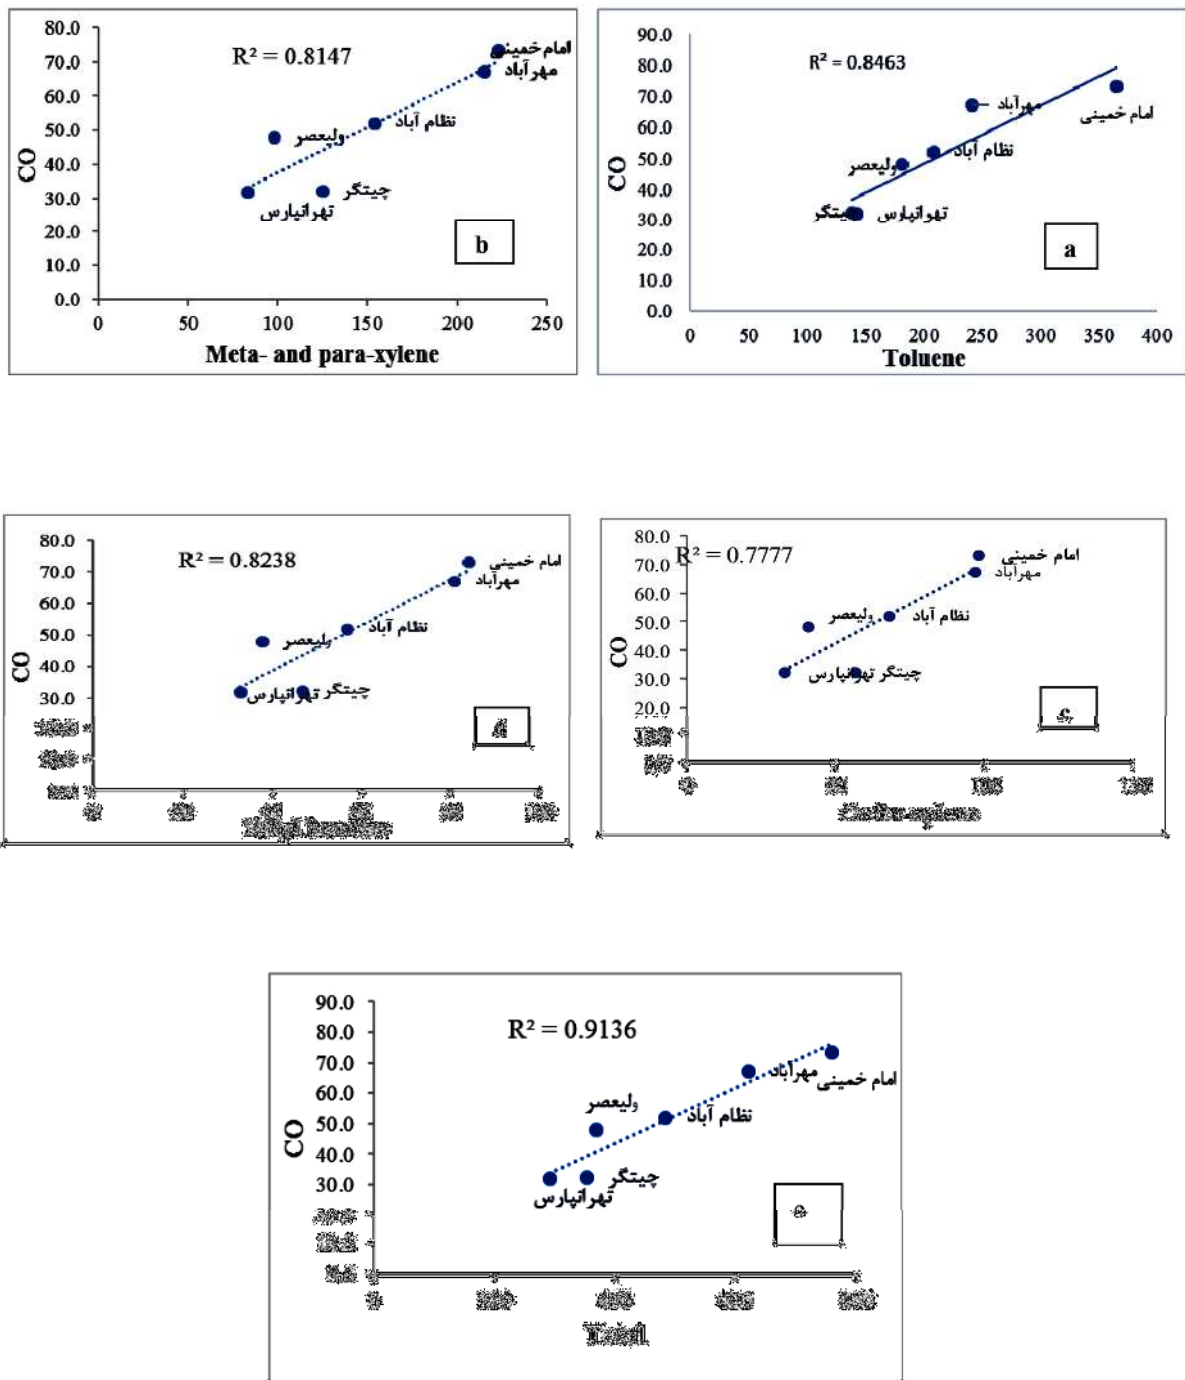 80.0
70.0
60.0
50.0
40.0
30.0
20.0
10.0
0.0
CO
R² = 0.8147
امام خمینی
مهرآباد
نظام آباد
ولیعصر
چیتگر
تهرانپارس
b
0 50 100 150 200 250
Meta- and para-xylene
90.0
80.0
70.0
60.0
50.0
40.0
30.0
20.0
10.0
0.0
CO
R² = 0.8463
مهرآباد
امام خمینی
نظام آباد
ولیعصر
چیتگر
تهرانپارس
a
0 50 100 150 200 250 300 350 400
Toluene
80.0
70.0
60.0
50.0
40.0
30.0
CO
R² = 0.8238
امام خمینی
مهرآباد
نظام آباد
ولیعصر
چیتگر
تهرانپارس
d
80.0
70.0
60.0
50.0
40.0
30.0
20.0
CO
R² = 0.7777
امام خمینی
مهرآباد
نظام آباد
ولیعصر
تهرانپارس چیتگر
c
90.0
80.0
70.0
60.0
50.0
40.0
30.0
CO
R² = 0.9136
مهرآباد
امام خمینی
نظام آباد
ولیعصر
چیتگر
تهرانپارس
e